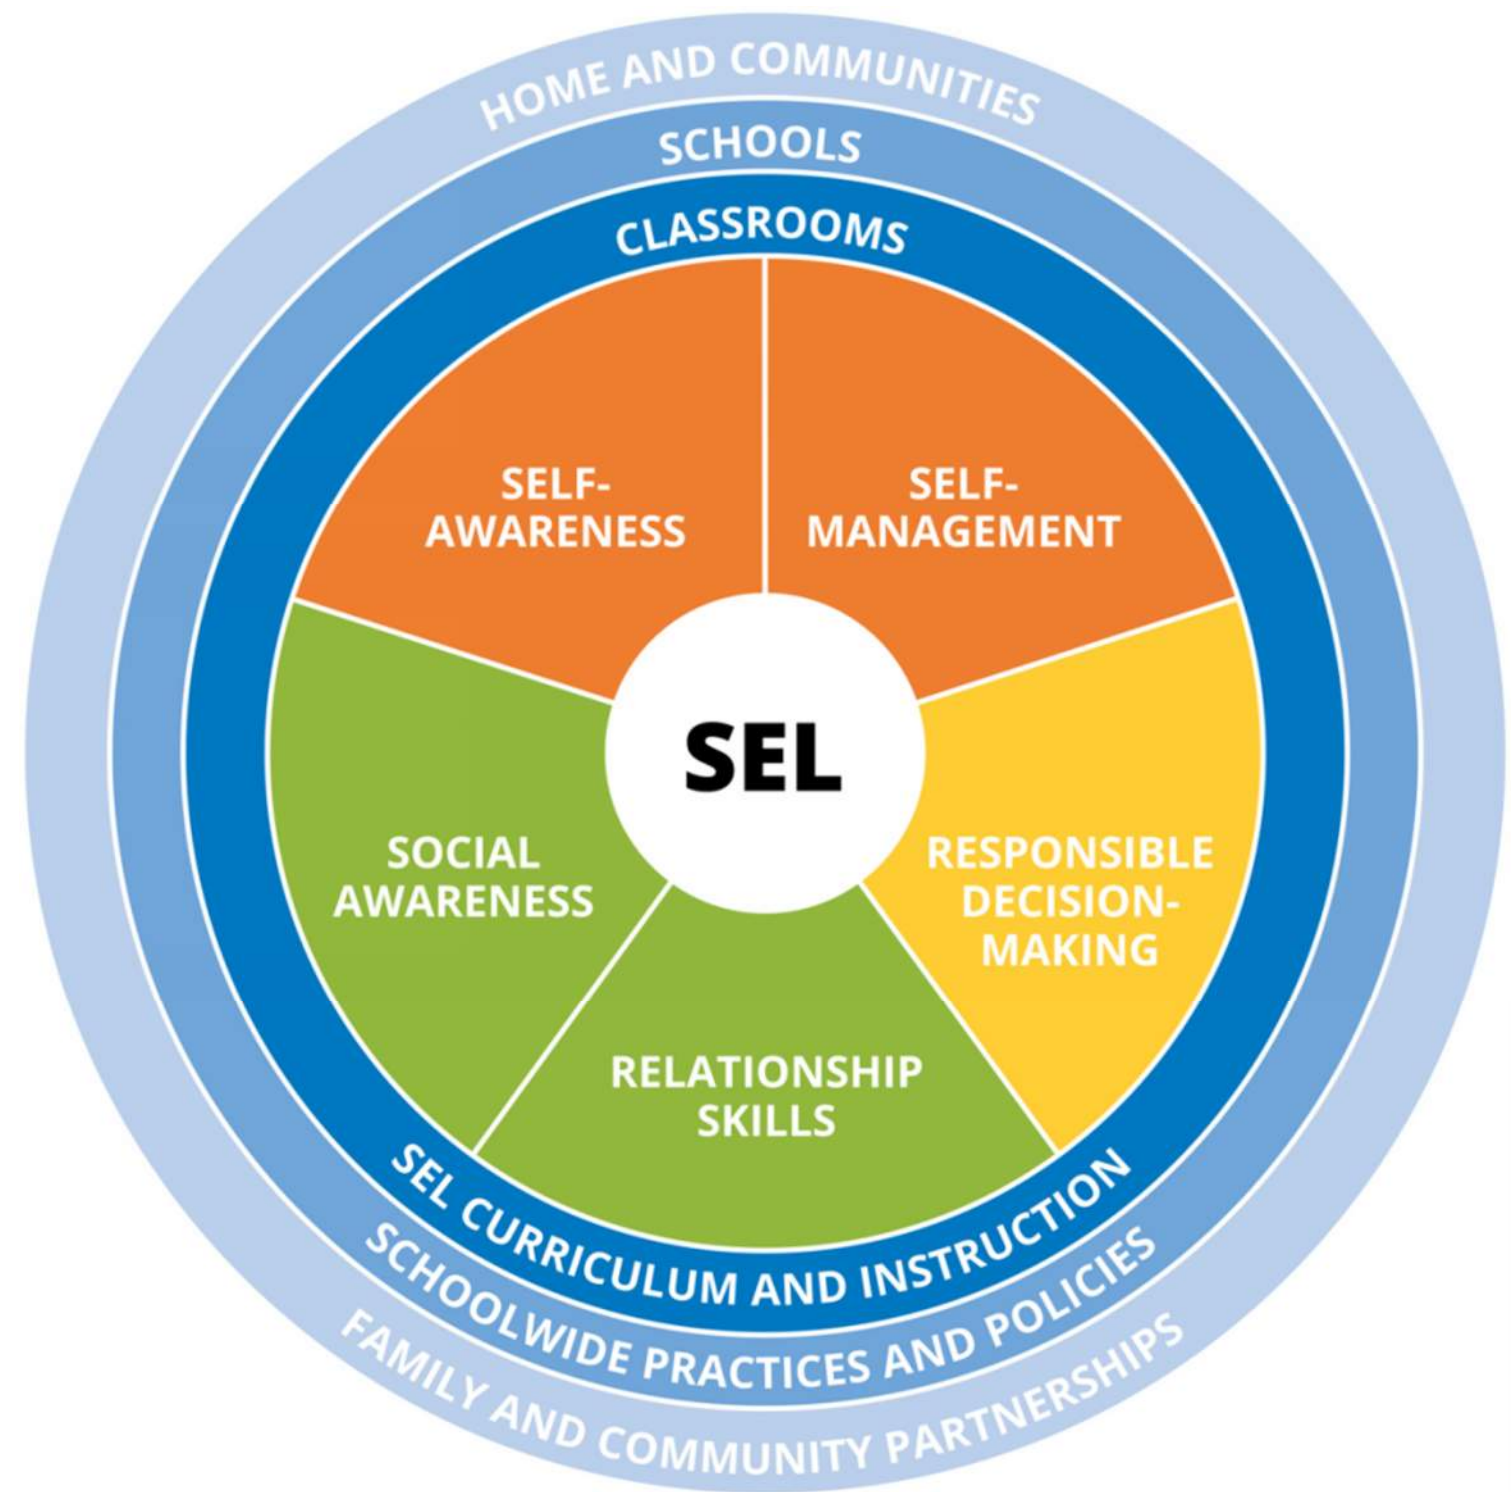 HOME AND COMMUNITIES
SCHOOLS
CLASSROOMS
SELF-
AWARENESS
SELF-
MANAGEMENT
SEL
SOCIAL
AWARENESS
RESPONSIBLE
DECISION-
MAKING
RELATIONSHIP
SKILLS
SEL CURRICULUM AND INSTRUCTION
SCHOOLWIDE PRACTICES AND POLICIES
FAMILY AND COMMUNITY PARTNERSHIPS